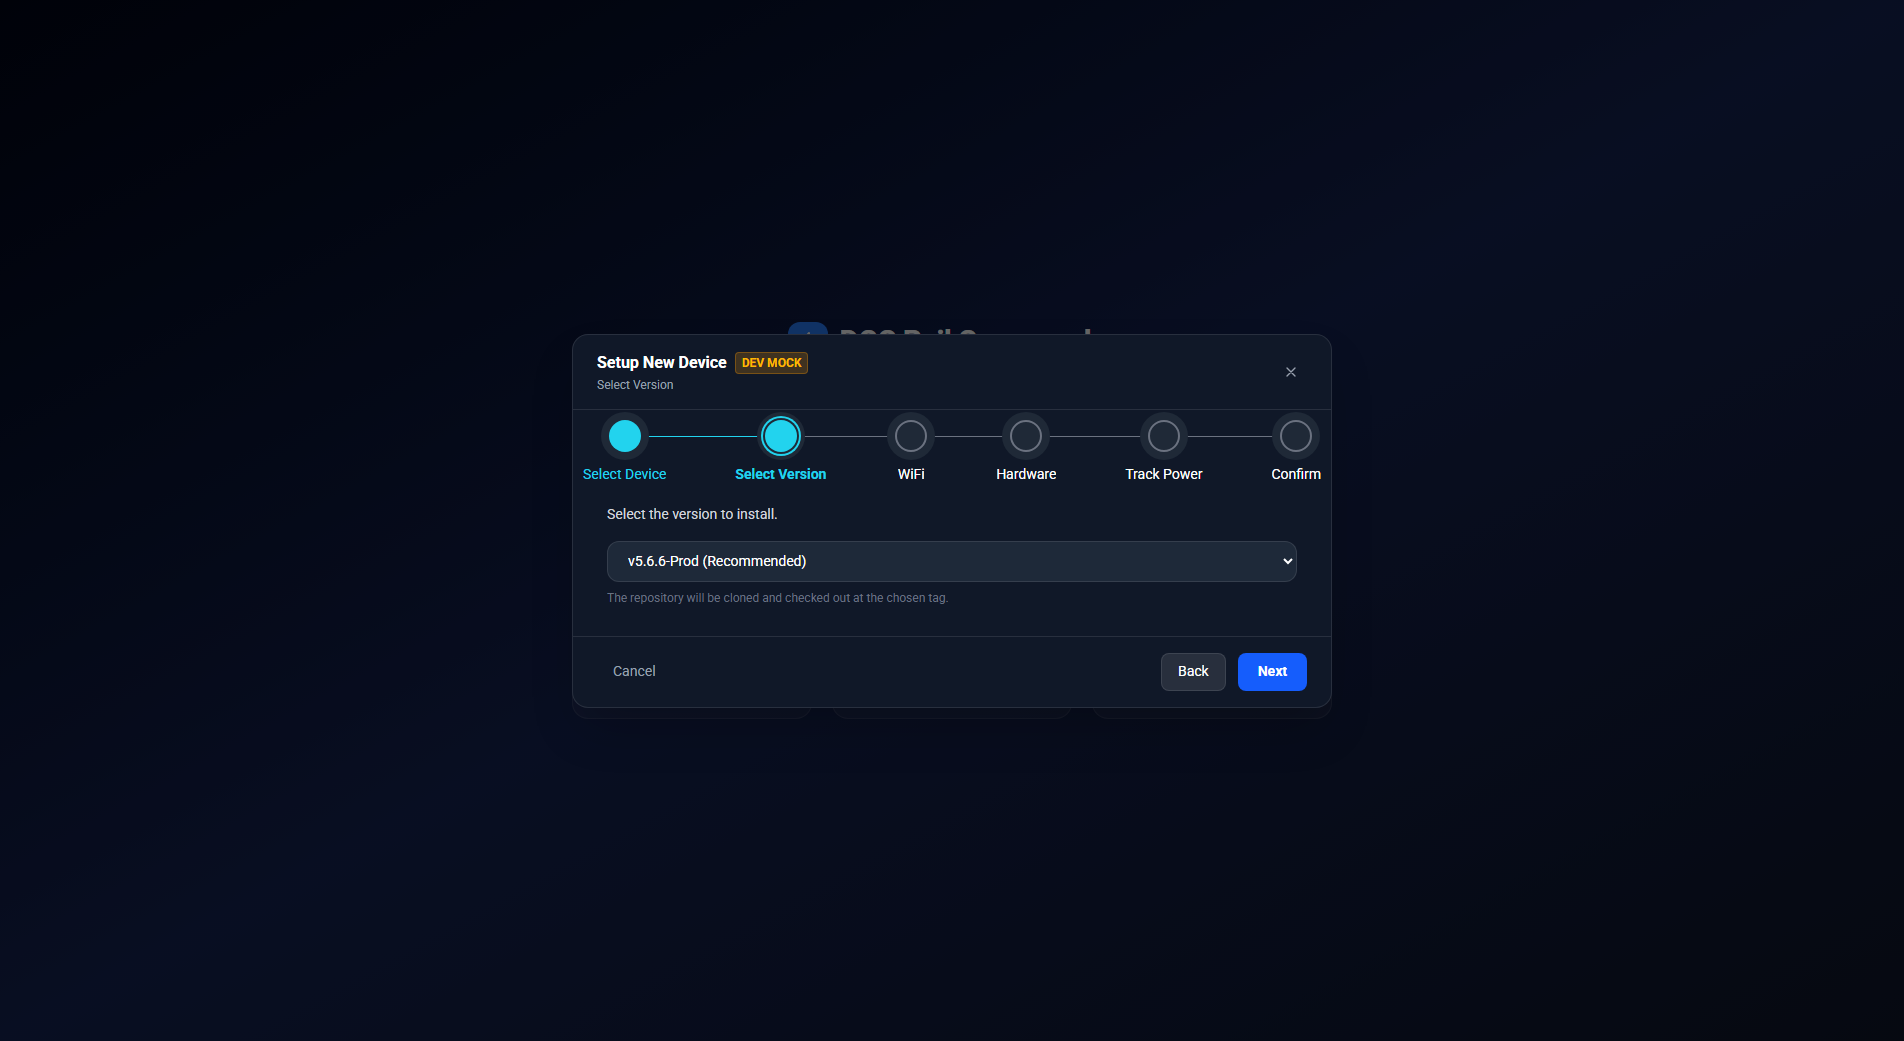 Setup New Device DEV MOCK
Select Version
Select Device Select Version WiFi Hardware Track Power Confirm
Select the version to install.
v5.6.6-Prod (Recommended)
The repository will be cloned and checked out at the chosen tag.
Cancel Back Next